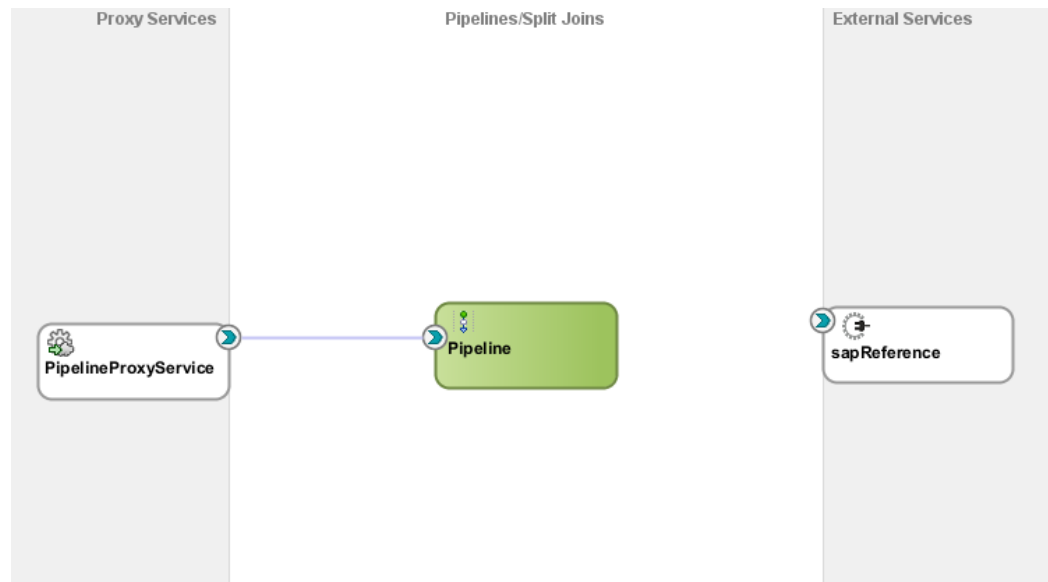 Proxy Services
Pipelines/Split Joins
External Services
PipelineProxyService
Pipeline
sapReference